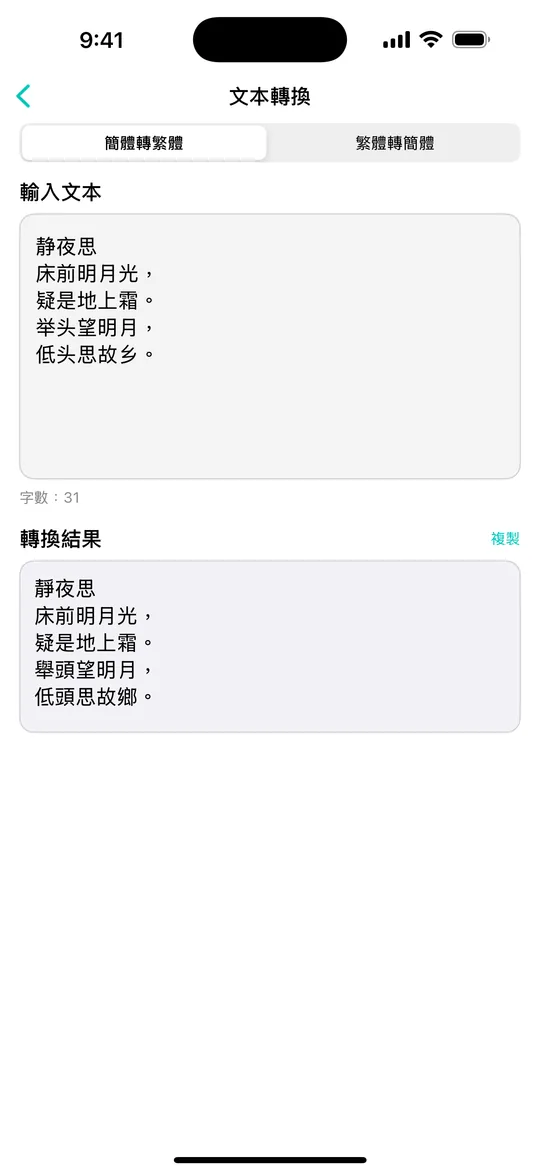 9:41
文本轉換
簡體轉繁體
繁體轉簡體
輸入文本
静夜思
床前明月光，
疑是地上霜。
举头望明月，
低头思故乡。
字數：31
轉換結果
複製
靜夜思
床前明月光，
疑是地上霜。
舉頭望明月，
低頭思故鄉。